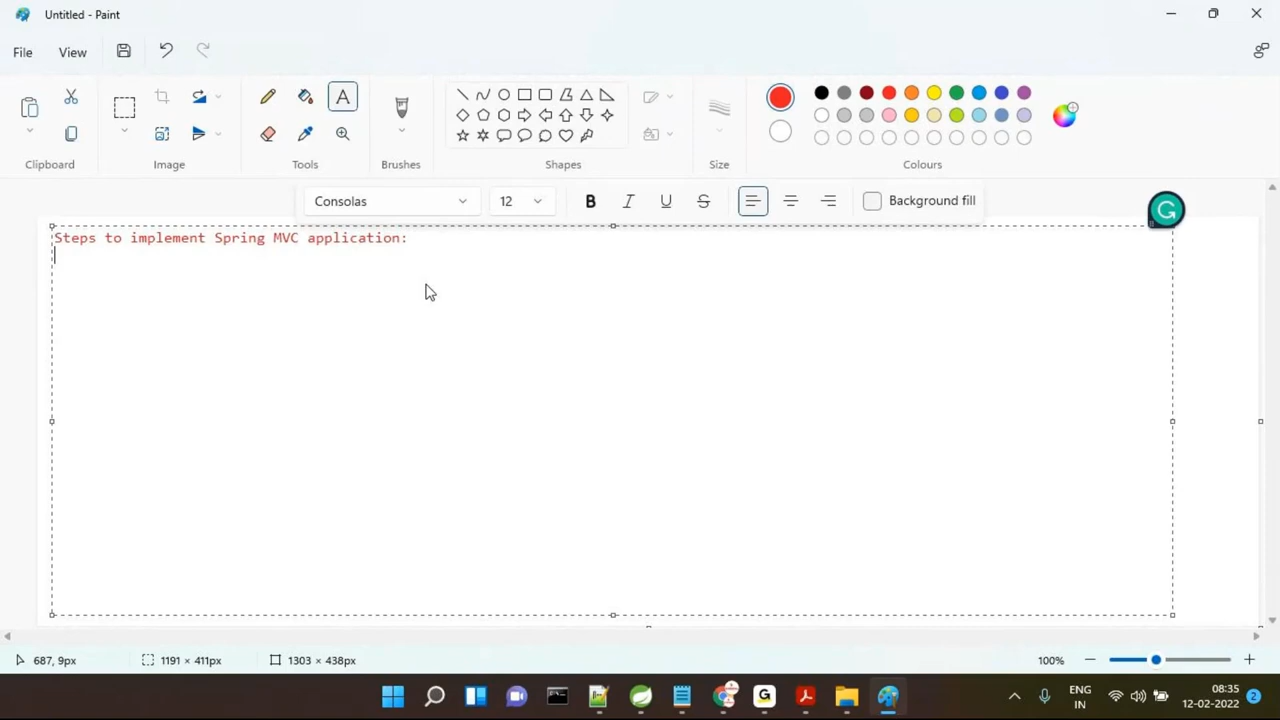 Untitled - Paint
File View
Clipboard Image Tools Brushes Shapes Size Colours
Consolas 12 B I U S Background fill
Steps to implement Spring MVC application:
687, 9px 1191 × 411px 1303 × 438px 100%
ENG 08:35
IN 12-02-2022 2